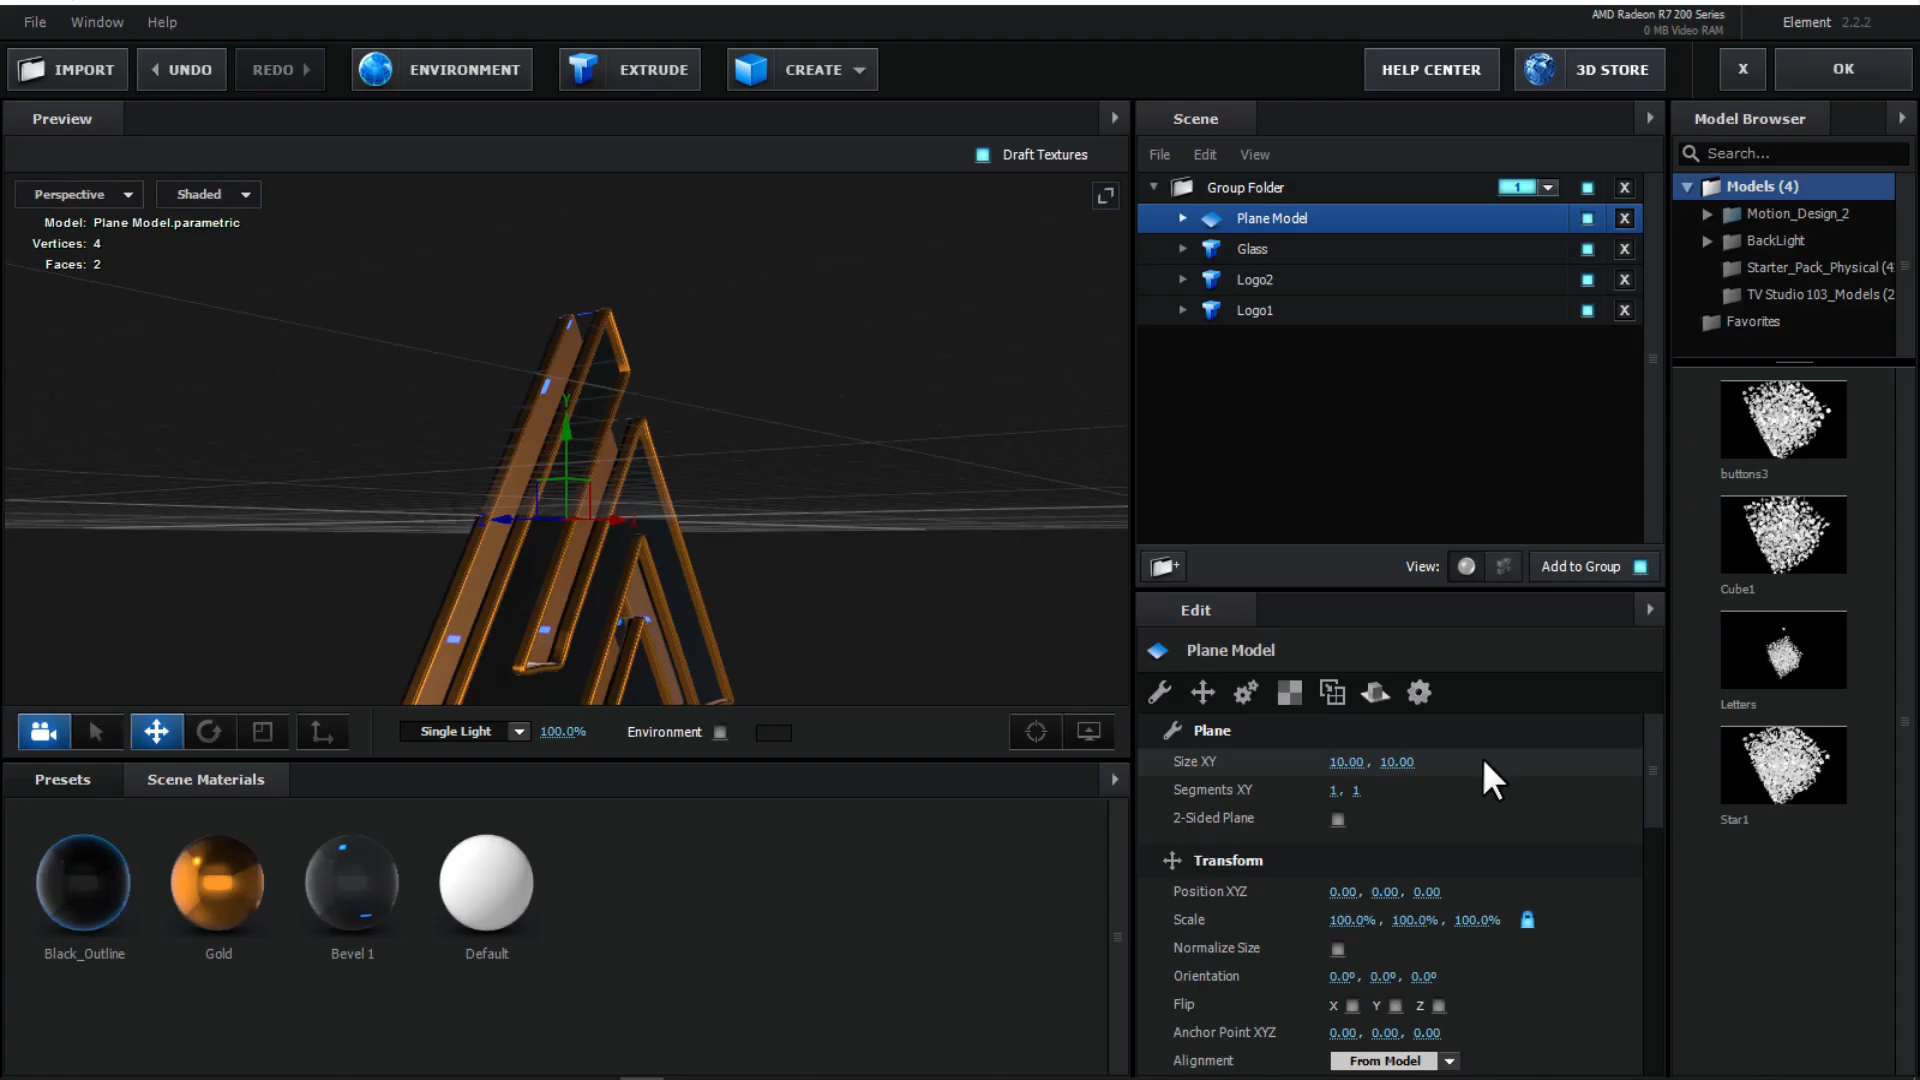 File Window Help
AMD Radeon R7 200 Series
0 MB Video RAM
Element 2.2.2
IMPORT UNDO REDO ENVIRONMENT EXTRUDE CREATE HELP CENTER 3D STORE X OK
Preview
Draft Textures
Perspective Shaded
Model: Plane Model.parametric
Vertices: 4
Faces: 2
Y
Z
X
Single Light 100.0% Environment
Presets Scene Materials
Black_Outline Gold Bevel 1 Default
Scene
File Edit View
Group Folder 1 X
Plane Model X
Glass X
Logo2 X
Logo1 X
View: Add to Group
Edit
Plane Model
Plane
Size XY 10.00, 10.00
Segments XY 1, 1
2-Sided Plane
Transform
Position XYZ 0.00, 0.00, 0.00
Scale 100.0%, 100.0%, 100.0%
Normalize Size
Orientation 0.0º, 0.0º, 0.0º
Flip X Y Z
Anchor Point XYZ 0.00, 0.00, 0.00
Alignment From Model
Model Browser
Search...
Models (4)
Motion_Design_2
BackLight
Starter_Pack_Physical (4
TV Studio 103_Models (2
Favorites
buttons3
Cube1
Letters
Star1